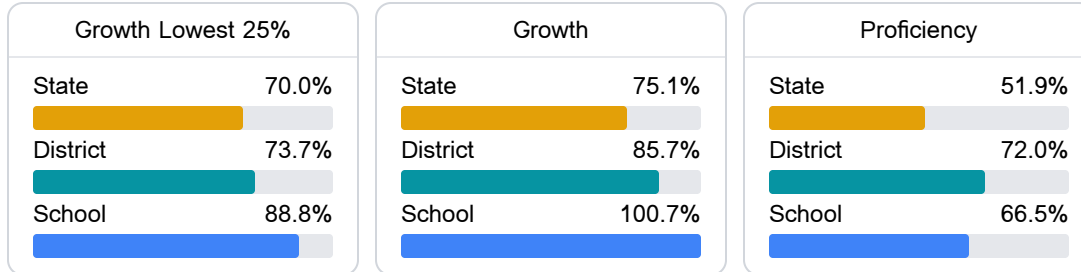 Growth Lowest 25%
State 70.0%
District 73.7%
School 88.8%
Growth
State 75.1%
District 85.7%
School 100.7%
Proficiency
State 51.9%
District 72.0%
School 66.5%